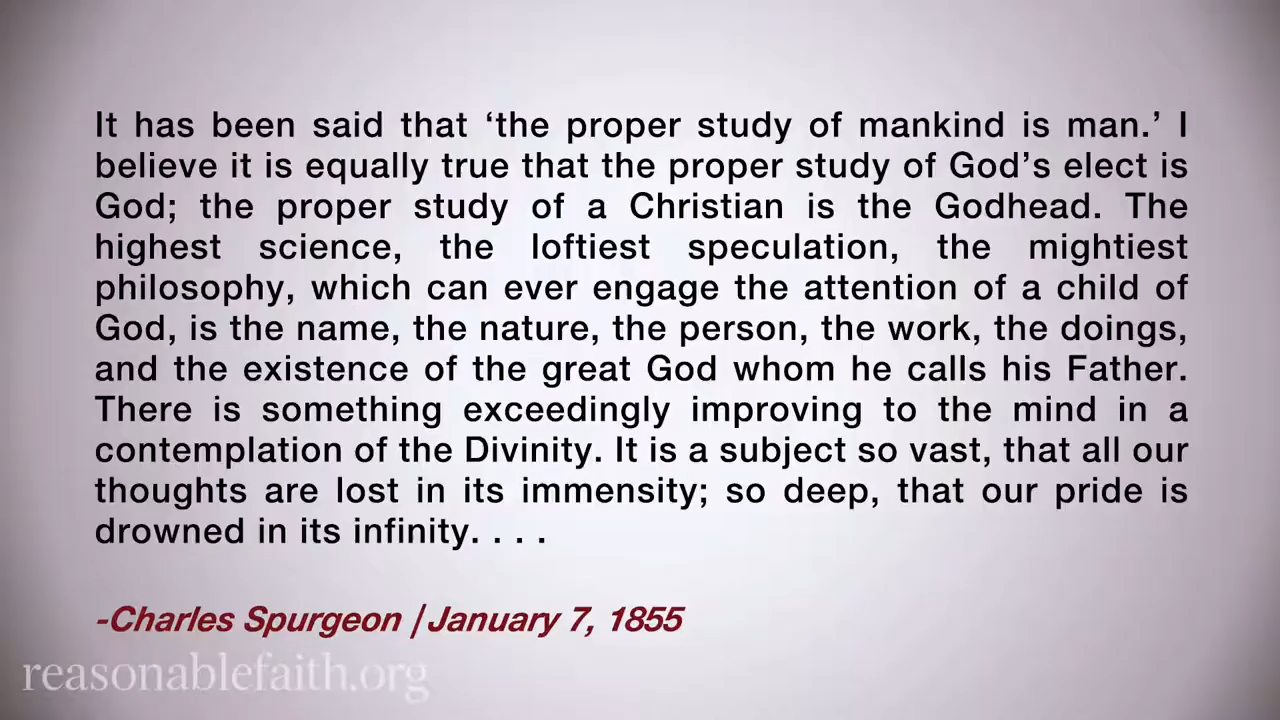 It has been said that ‘the proper study of mankind is man.’ I
believe it is equally true that the proper study of God’s elect is
God; the proper study of a Christian is the Godhead. The
highest science, the loftiest speculation, the mightiest
philosophy, which can ever engage the attention of a child of
God, is the name, the nature, the person, the work, the doings,
and the existence of the great God whom he calls his Father.
There is something exceedingly improving to the mind in a
contemplation of the Divinity. It is a subject so vast, that all our
thoughts are lost in its immensity; so deep, that our pride is
drowned in its infinity. . . .
-Charles Spurgeon | January 7, 1855
reasonablefaith.org